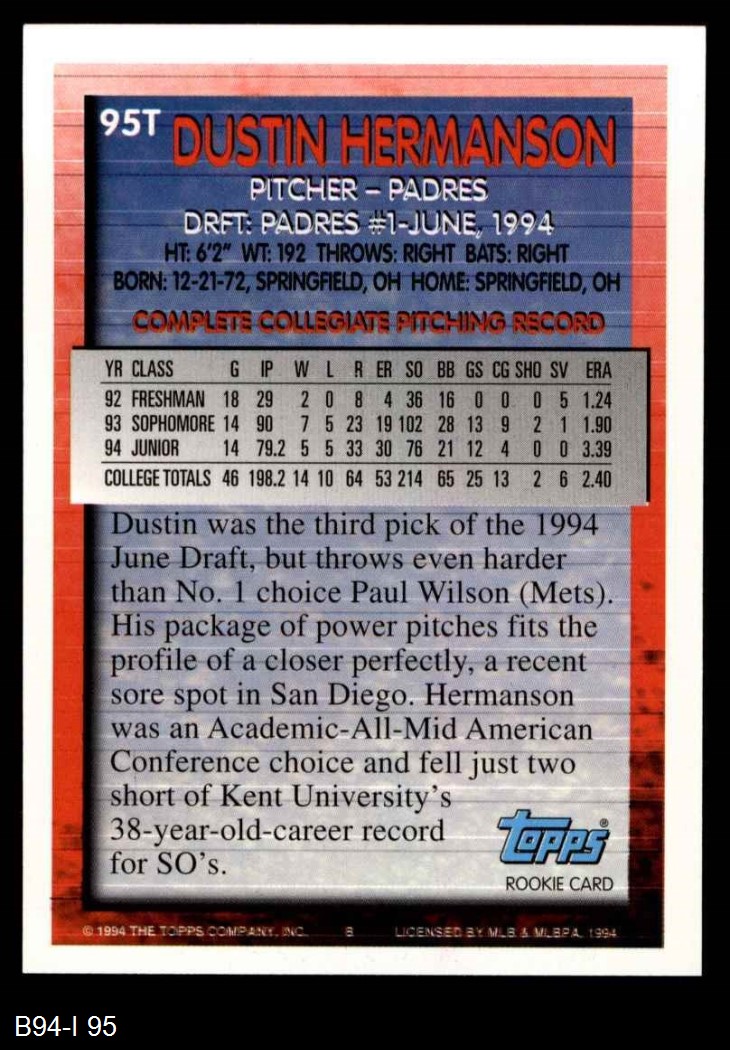 95T
DUSTIN HERMANSON
PITCHER – PADRES
DRFT: PADRES #1-JUNE, 1994
HT: 6'2" WT: 192 THROWS: RIGHT BATS: RIGHT
BORN: 12-21-72, SPRINGFIELD, OH HOME: SPRINGFIELD, OH
COMPLETE COLLEGIATE PITCHING RECORD
YR CLASS G IP W L R ER SO BB GS CG SHO SV ERA
92 FRESHMAN 18 29 2 0 8 4 36 16 0 0 0 5 1.24
93 SOPHOMORE 14 90 7 5 23 19 102 28 13 9 2 1 1.90
94 JUNIOR 14 79.2 5 5 33 30 76 21 12 4 0 0 3.39
COLLEGE TOTALS 46 198.2 14 10 64 53 214 65 25 13 2 6 2.40
Dustin was the third pick of the 1994
June Draft, but throws even harder
than No. 1 choice Paul Wilson (Mets).
His package of power pitches fits the
profile of a closer perfectly, a recent
sore spot in San Diego. Hermanson
was an Academic-All-Mid American
Conference choice and fell just two
short of Kent University's
38-year-old-career record
for SO's.
Topps®
ROOKIE CARD
© 1994 THE TOPPS COMPANY, INC. 8 LICENSED BY MLB & MLBPA, 1994
B94-I 95